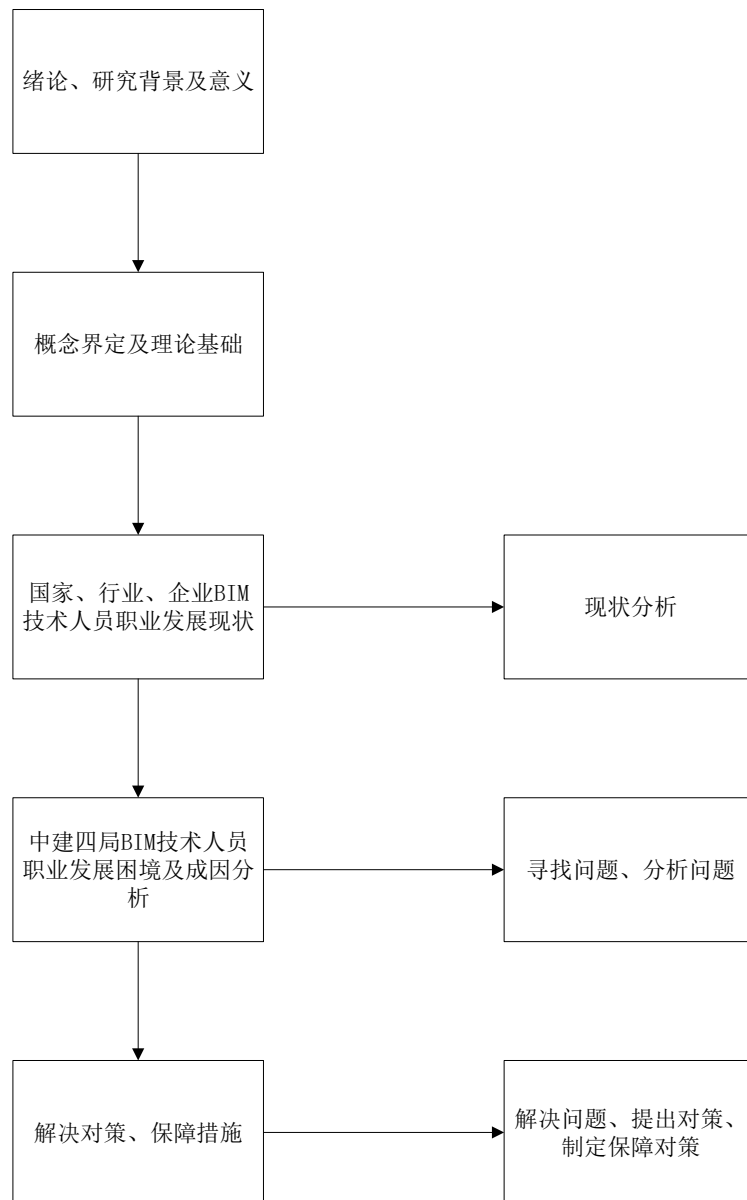 绪论、研究背景及意义
概念界定及理论基础
国家、行业、企业BIM
技术人员职业发展现状
现状分析
中建四局BIM技术人员
职业发展困境及成因分
析
寻找问题、分析问题
解决对策、保障措施
解决问题、提出对策、
制定保障对策